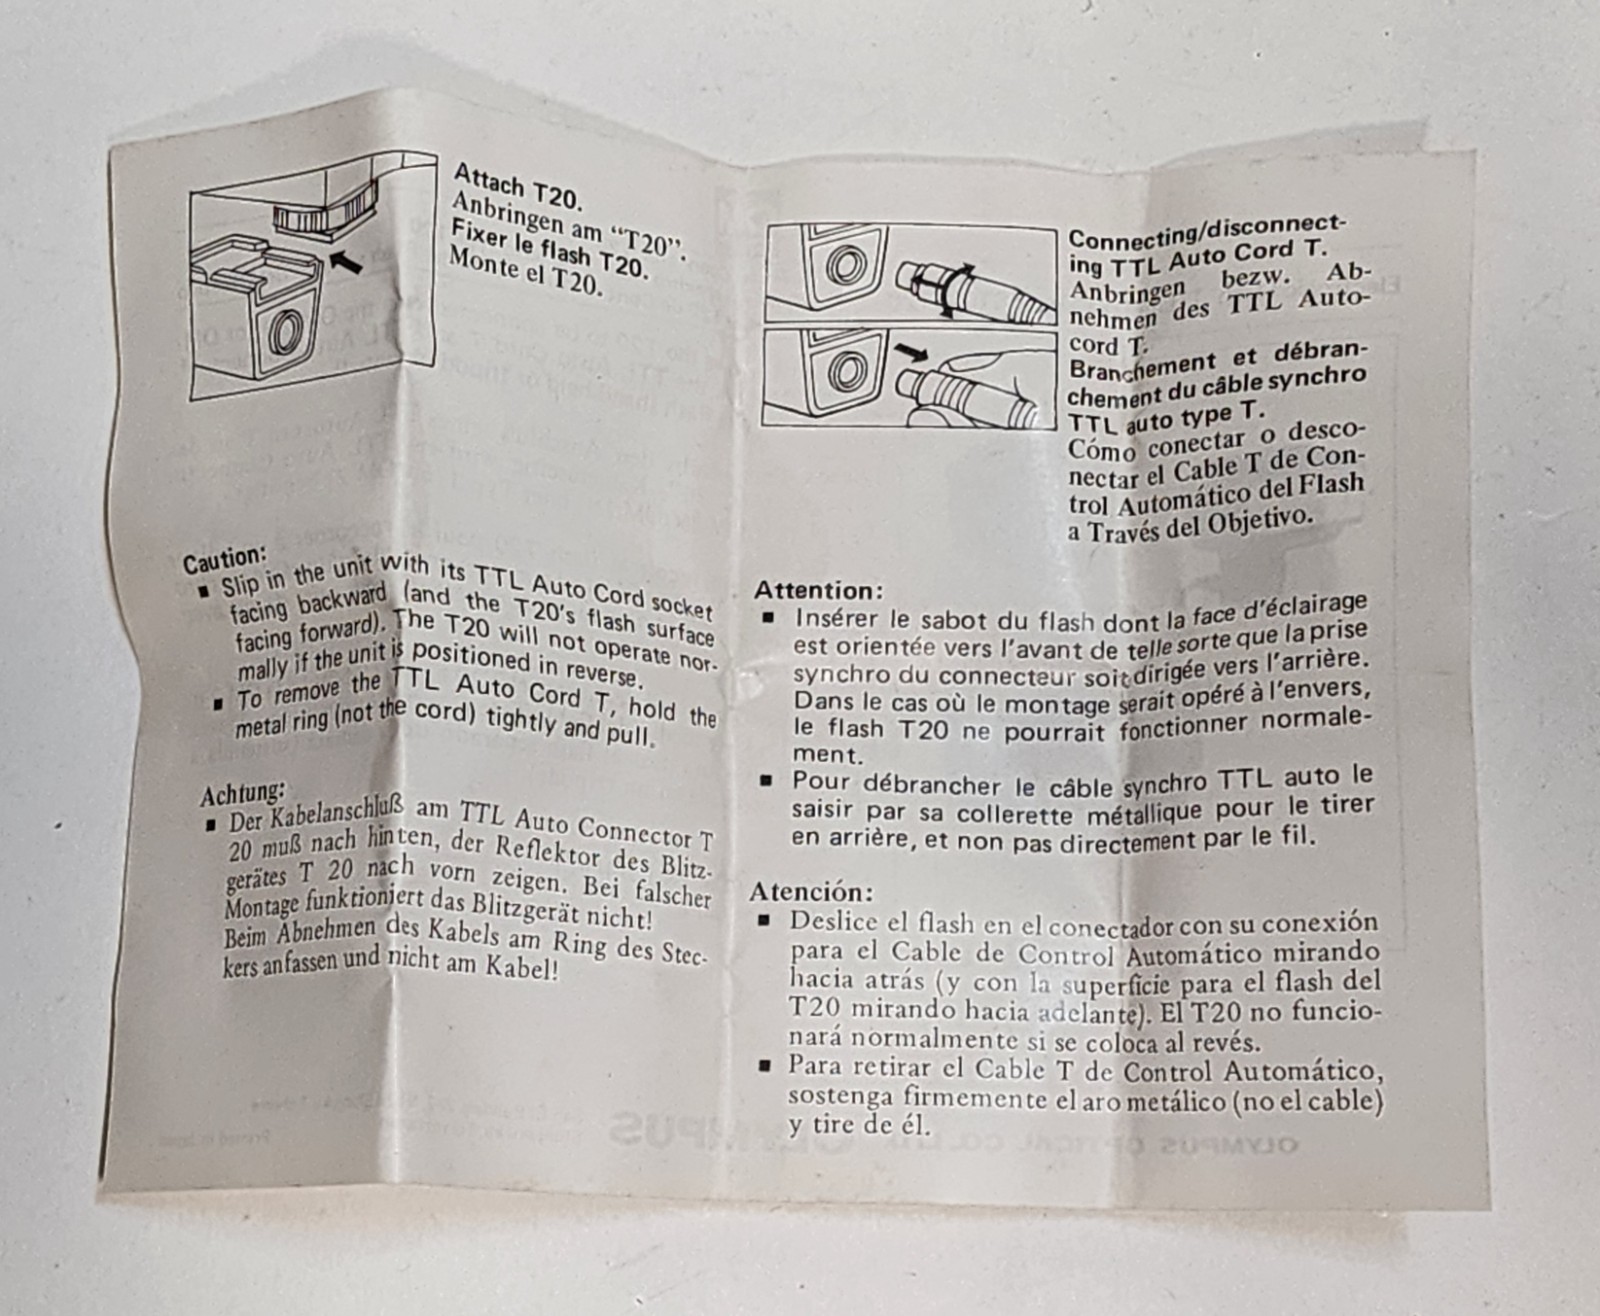 Attach T20.
Anbringen am “T20”.
Fixer le flash T20.
Monte el T20.
Caution:
▪ Slip in the unit with its TTL Auto Cord socket
facing backward (and the T20's flash surface
facing forward). The T20 will not operate nor-
mally if the unit is positioned in reverse.
▪ To remove the TTL Auto Cord T, hold the
metal ring (not the cord) tightly and pull.
Achtung:
▪ Der Kabelanschluß am TTL Auto Connector T
20 muß nach hinten, der Reflektor des Blitz-
gerätes T 20 nach vorn zeigen. Bei falscher
Montage funktioniert das Blitzgerät nicht!
Beim Abnehmen des Kabels am Ring des Stec-
kers anfassen und nicht am Kabel!
Connecting/disconnect-
ing TTL Auto Cord T.
Anbringen bezw. Ab-
nehmen des TTL Auto-
cord T.
Branchement et débran-
chement du câble synchro
TTL auto type T.
Cómo conectar o desco-
nectar el Cable T de Con-
trol Automático del Flash
a Través del Objetivo.
Attention:
▪ Insérer le sabot du flash dont la face d'éclairage
est orientée vers l'avant de telle sorte que la prise
synchro du connecteur soit dirigée vers l'arrière.
Dans le cas où le montage serait opéré à l'envers,
le flash T20 ne pourrait fonctionner normale-
ment.
▪ Pour débrancher le câble synchro TTL auto le
saisir par sa collerette métallique pour le tirer
en arrière, et non pas directement par le fil.
Atención:
▪ Deslice el flash en el conectador con su conexión
para el Cable de Control Automático mirando
hacia atrás (y con la superficie para el flash del
T20 mirando hacia adelante). El T20 no funcio-
nará normalmente si se coloca al revés.
▪ Para retirar el Cable T de Control Automático,
sostenga firmemente el aro metálico (no el cable)
y tire de él.
OLYMPUS
OLYMPUS OPTICAL CO., LTD.